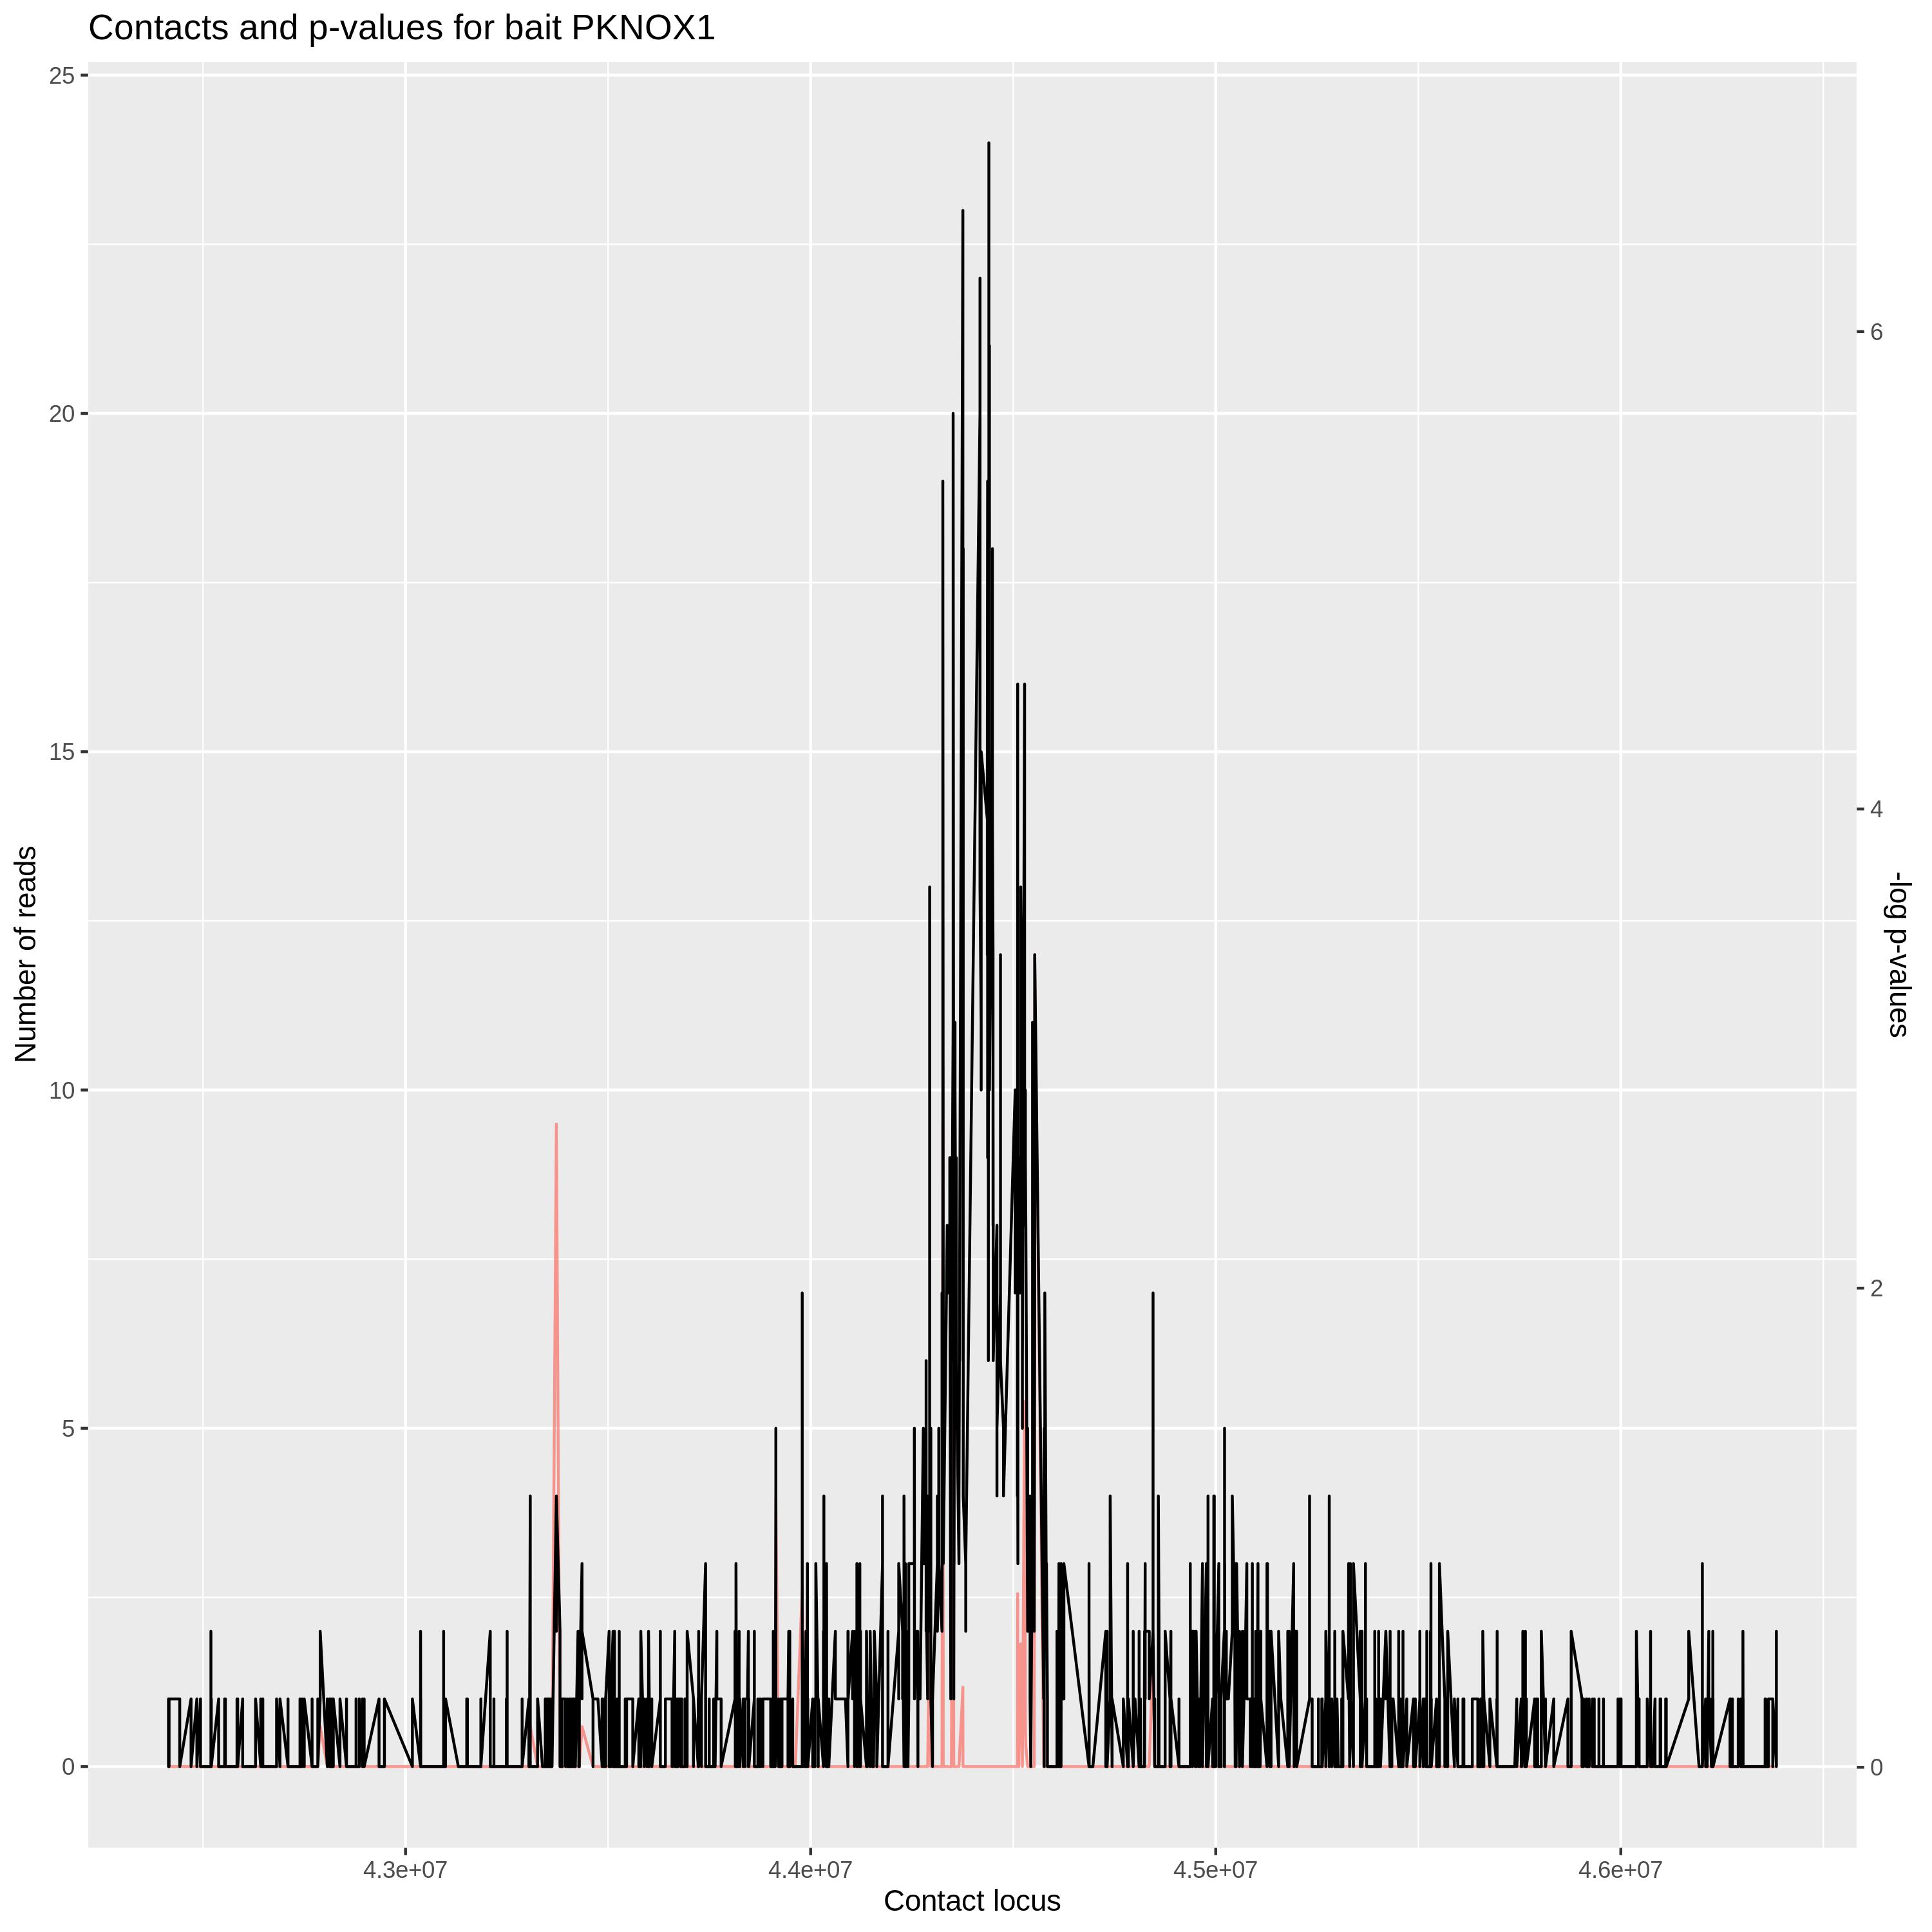 Contacts and p-values for bait PKNOX1
25
20
15
10
5
0
Number of reads
6
4
2
0
-log p-values
4.3e+07
4.4e+07
4.5e+07
4.6e+07
Contact locus